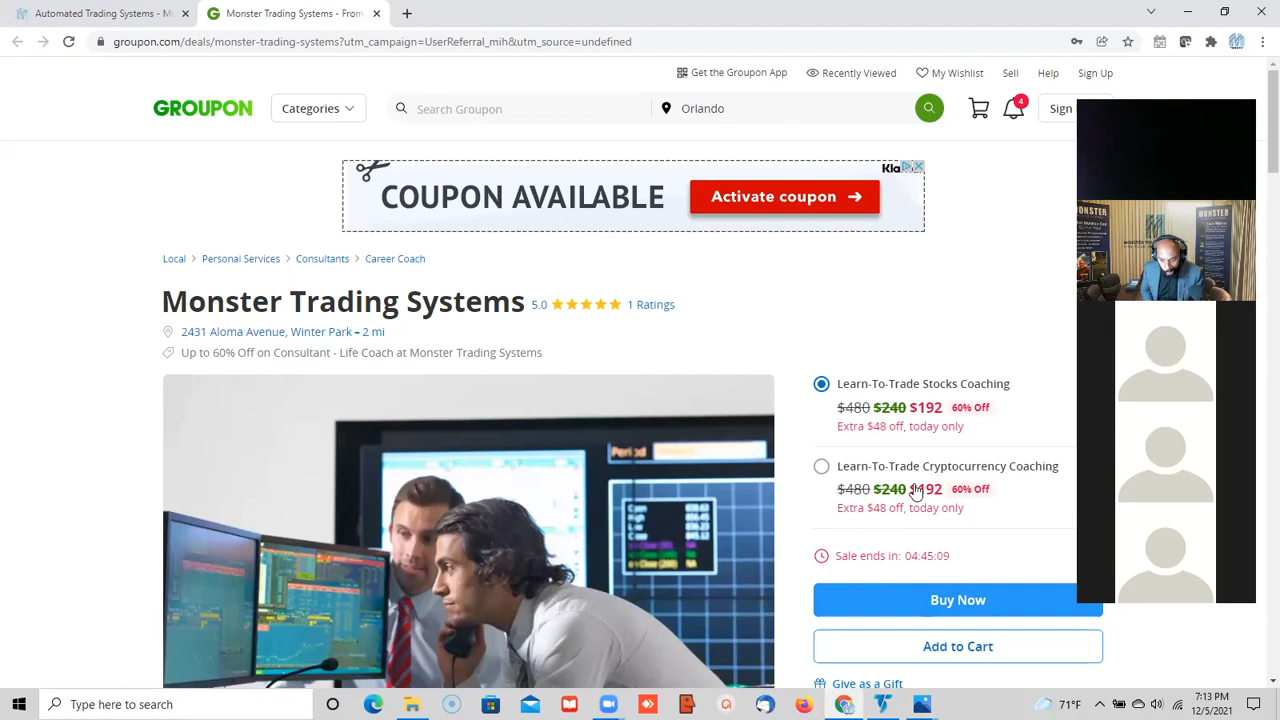 Automated Trading Systems - M
Monster Trading Systems - From
groupon.com/deals/monster-trading-systems?utm_campaign=UserReferral_mih&utm_source=undefined
Get the Groupon App
Recently Viewed
My Wishlist
Sell
Help
Sign Up
GROUPON
Categories
Search Groupon
Orlando
4
Sign
COUPON AVAILABLE
Activate coupon
Kla
Local
Personal Services
Consultants
Career Coach
Monster Trading Systems
5.0
1 Ratings
2431 Aloma Avenue, Winter Park - 2 mi
Up to 60% Off on Consultant - Life Coach at Monster Trading Systems
Learn-To-Trade Stocks Coaching
$480 $240 $192 60% Off
Extra $48 off, today only
Learn-To-Trade Cryptocurrency Coaching
$480 $240 $192 60% Off
Extra $48 off, today only
Sale ends in: 04:45:09
Buy Now
Add to Cart
Give as a Gift
MONSTER
MONSTER
Period
Type here to search
71°F
7:13 PM
12/5/2021